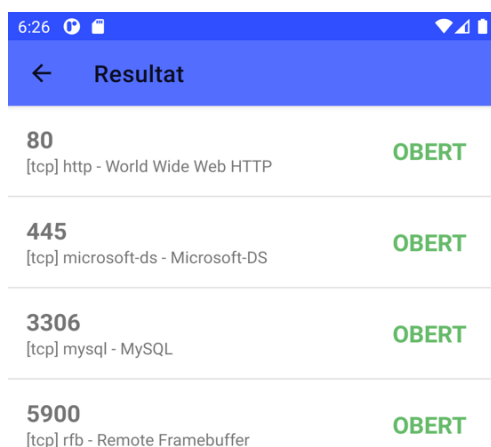 6:26
Resultat
80
OBERT
[tcp] http - World Wide Web HTTP
445
OBERT
[tcp] microsoft-ds - Microsoft-DS
3306
OBERT
[tcp] mysql - MySQL
5900
OBERT
[tcp] rfb - Remote Framebuffer